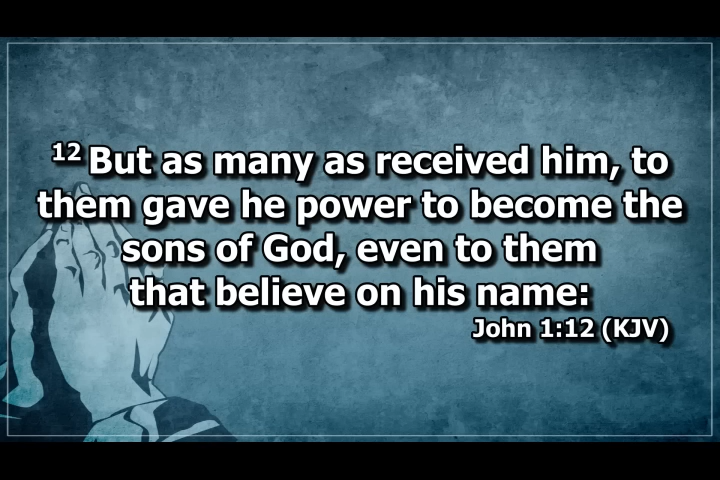 12 But as many as received him, to
them gave he power to become the
sons of God, even to them
that believe on his name:
John 1:12 (KJV)